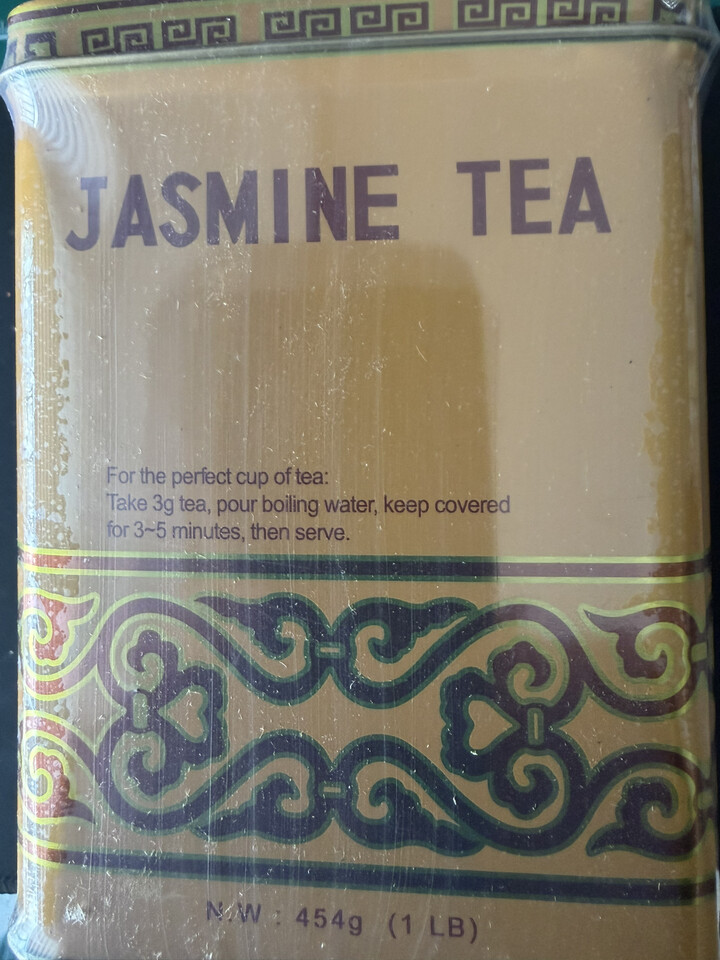 JASMINE TEA
For the perfect cup of tea:
Take 3g tea, pour boiling water, keep covered
for 3~5 minutes, then serve.
N.W : 454g (1 LB)